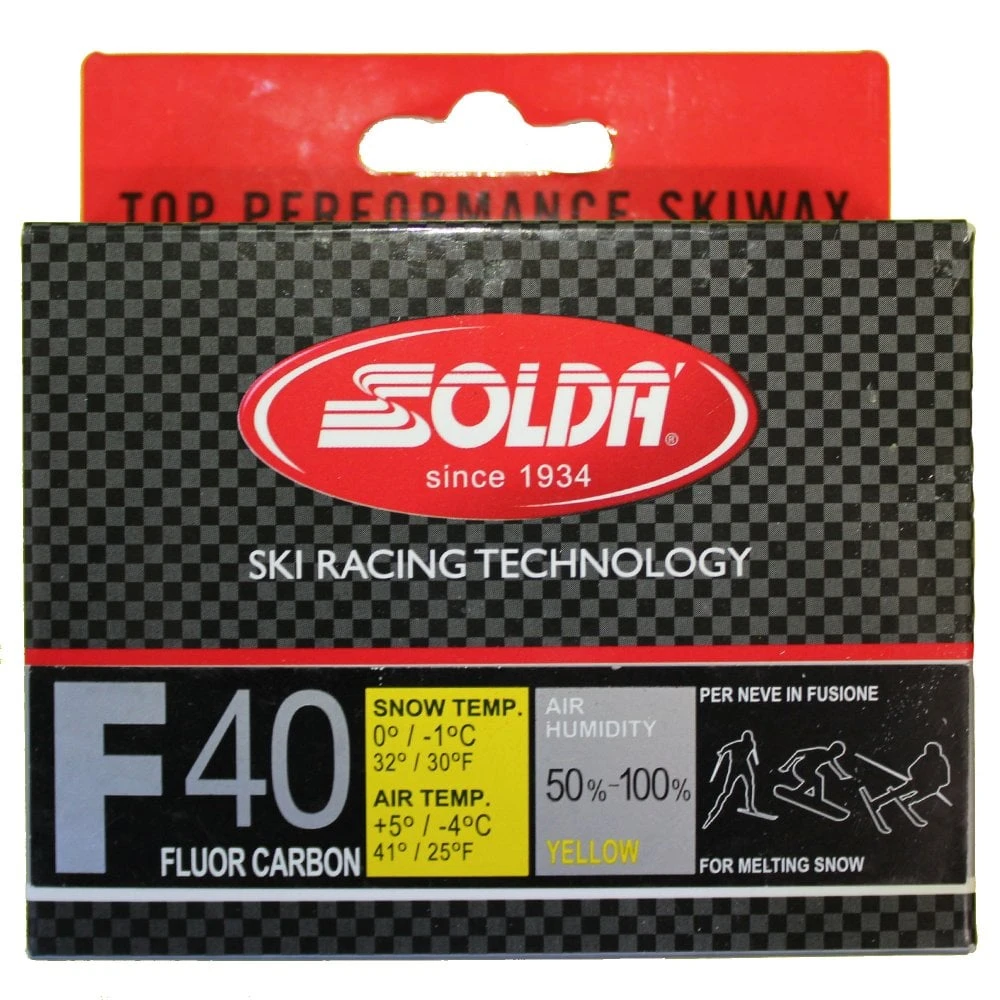 TOP PERFORMANCE SKIWAX
SOLDA'®
since 1934
SKI RACING TECHNOLOGY
F40
FLUOR CARBON
SNOW TEMP.
0° / -1°C
32° / 30°F
AIR TEMP.
+5° / -4°C
41° / 25°F
AIR
HUMIDITY
50%-100%
YELLOW
PER NEVE IN FUSIONE
FOR MELTING SNOW